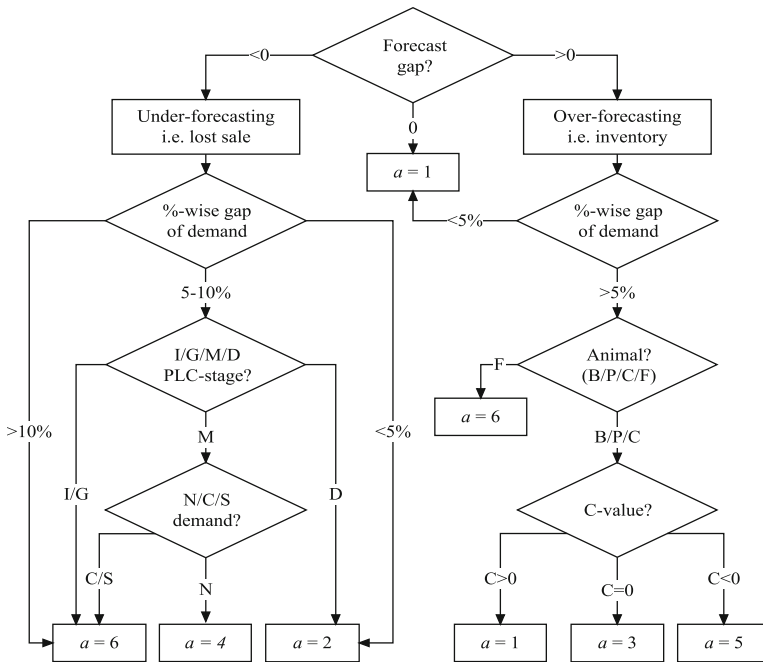 Forecast
gap?
<0
>0
0
Under-forecasting
i.e. lost sale
Over-forecasting
i.e. inventory
a = 1
%-wise gap
of demand
<5%
%-wise gap
of demand
5-10%
>5%
I/G/M/D
PLC-stage?
Animal?
(B/P/C/F)
F
a = 6
>10%
M
<5%
B/P/C
I/G
D
N/C/S
demand?
C-value?
C/S
N
C>0
C=0
C<0
a = 6
a = 4
a = 2
a = 1
a = 3
a = 5